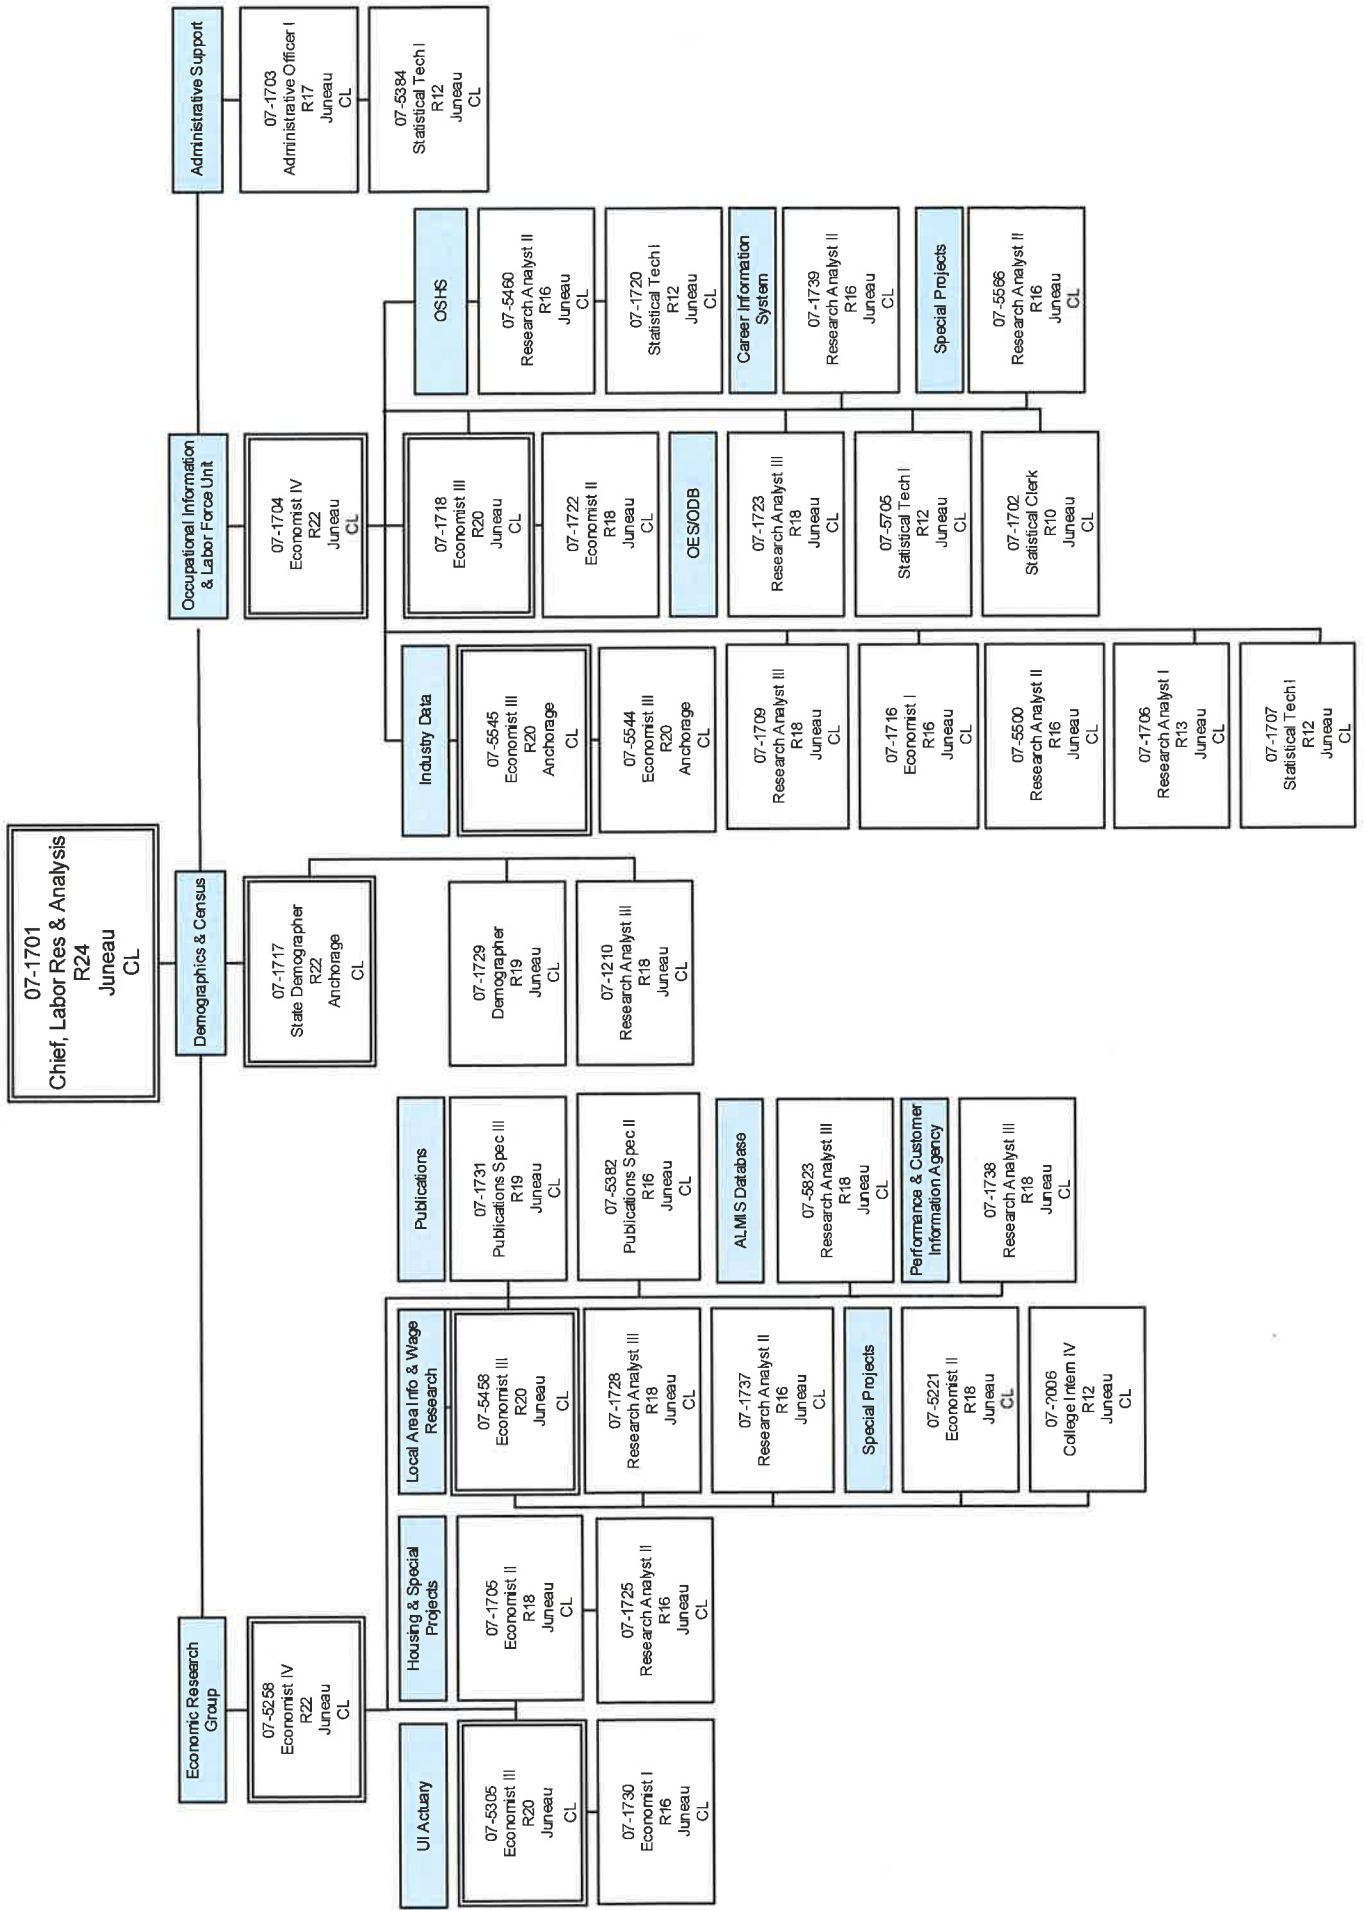 07-1701
Chief, Labor Res & Analysis
R24
Juneau
CL
Economic Research
Group
07-5258
Economist IV
R22
Juneau
CL
UI Actuary
07-5305
Economist III
R20
Juneau
CL
07-1730
Economist I
R16
Juneau
CL
Housing & Special
Projects
07-1705
Economist II
R18
Juneau
CL
07-1725
Research Analyst II
R16
Juneau
CL
Local Area Info & Wage
Research
07-5458
Economist III
R20
Juneau
CL
07-1728
Research Analyst III
R18
Juneau
CL
07-1737
Research Analyst II
R16
Juneau
CL
Special Projects
07-5221
Economist II
R18
Juneau
CL
07-?006
College Intern IV
R12
Juneau
CL
Publications
07-1731
Publications Spec III
R19
Juneau
CL
07-5382
Publications Spec II
R16
Juneau
CL
ALMIS Database
07-5823
Research Analyst III
R18
Juneau
CL
Performance & Customer
Information Agency
07-1738
Research Analyst III
R18
Juneau
CL
Demographics & Census
07-1717
State Demographer
R22
Anchorage
CL
07-1729
Demographer
R19
Juneau
CL
07-1210
Research Analyst III
R18
Juneau
CL
Occupational Information
& Labor Force Unit
07-1704
Economist IV
R22
Juneau
CL
Industry Data
07-5545
Economist III
R20
Anchorage
CL
07-5544
Economist III
R20
Anchorage
CL
07-1709
Research Analyst III
R18
Juneau
CL
07-1716
Economist I
R16
Juneau
CL
07-5500
Research Analyst II
R16
Juneau
CL
07-1706
Research Analyst I
R13
Juneau
CL
07-1707
Statistical Tech I
R12
Juneau
CL
07-1718
Economist III
R20
Juneau
CL
07-1722
Economist II
R18
Juneau
CL
OES/ODB
07-1723
Research Analyst III
R18
Juneau
CL
07-5705
Statistical Tech I
R12
Juneau
CL
07-1702
Statistical Clerk
R10
Juneau
CL
OSHS
07-5460
Research Analyst II
R16
Juneau
CL
07-1720
Statistical Tech I
R12
Juneau
CL
Career Information
System
07-1739
Research Analyst II
R16
Juneau
CL
Special Projects
07-5566
Research Analyst II
R16
Juneau
CL
Administrative Support
07-1703
Administrative Officer I
R17
Juneau
CL
07-5384
Statistical Tech I
R12
Juneau
CL